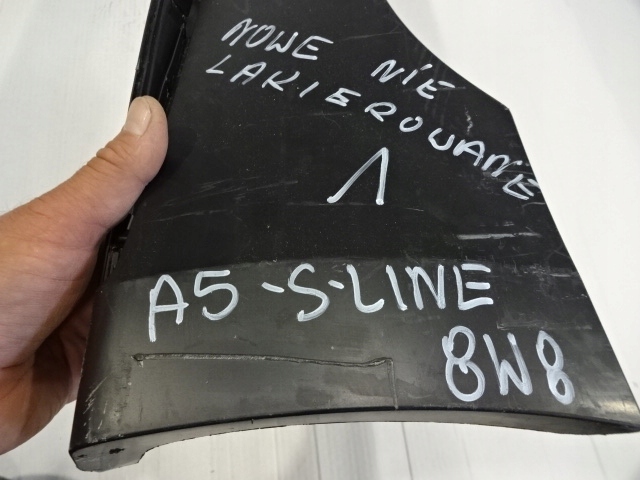 NOWE NIE
LAKIEROWANE
1
A5-S-LINE
8W8